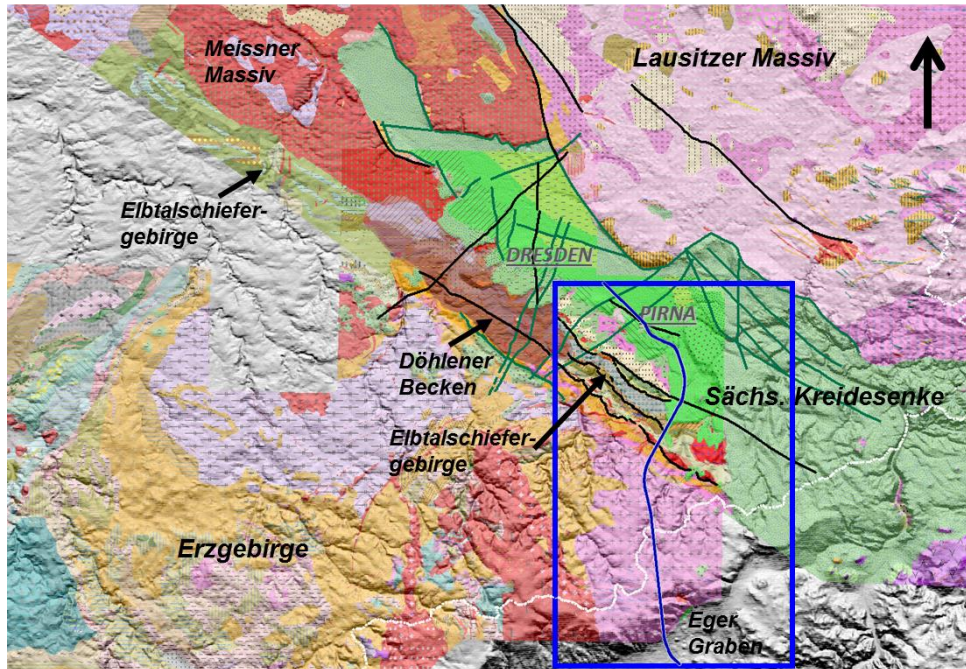 Meissner
Massiv
Lausitzer Massiv
Elbtalschiefer-
gebirge
DRESDEN
PIRNA
Döhlener
Becken
Sächs. Kreidesenke
Elbtalschiefer-
gebirge
Erzgebirge
Eger
Graben